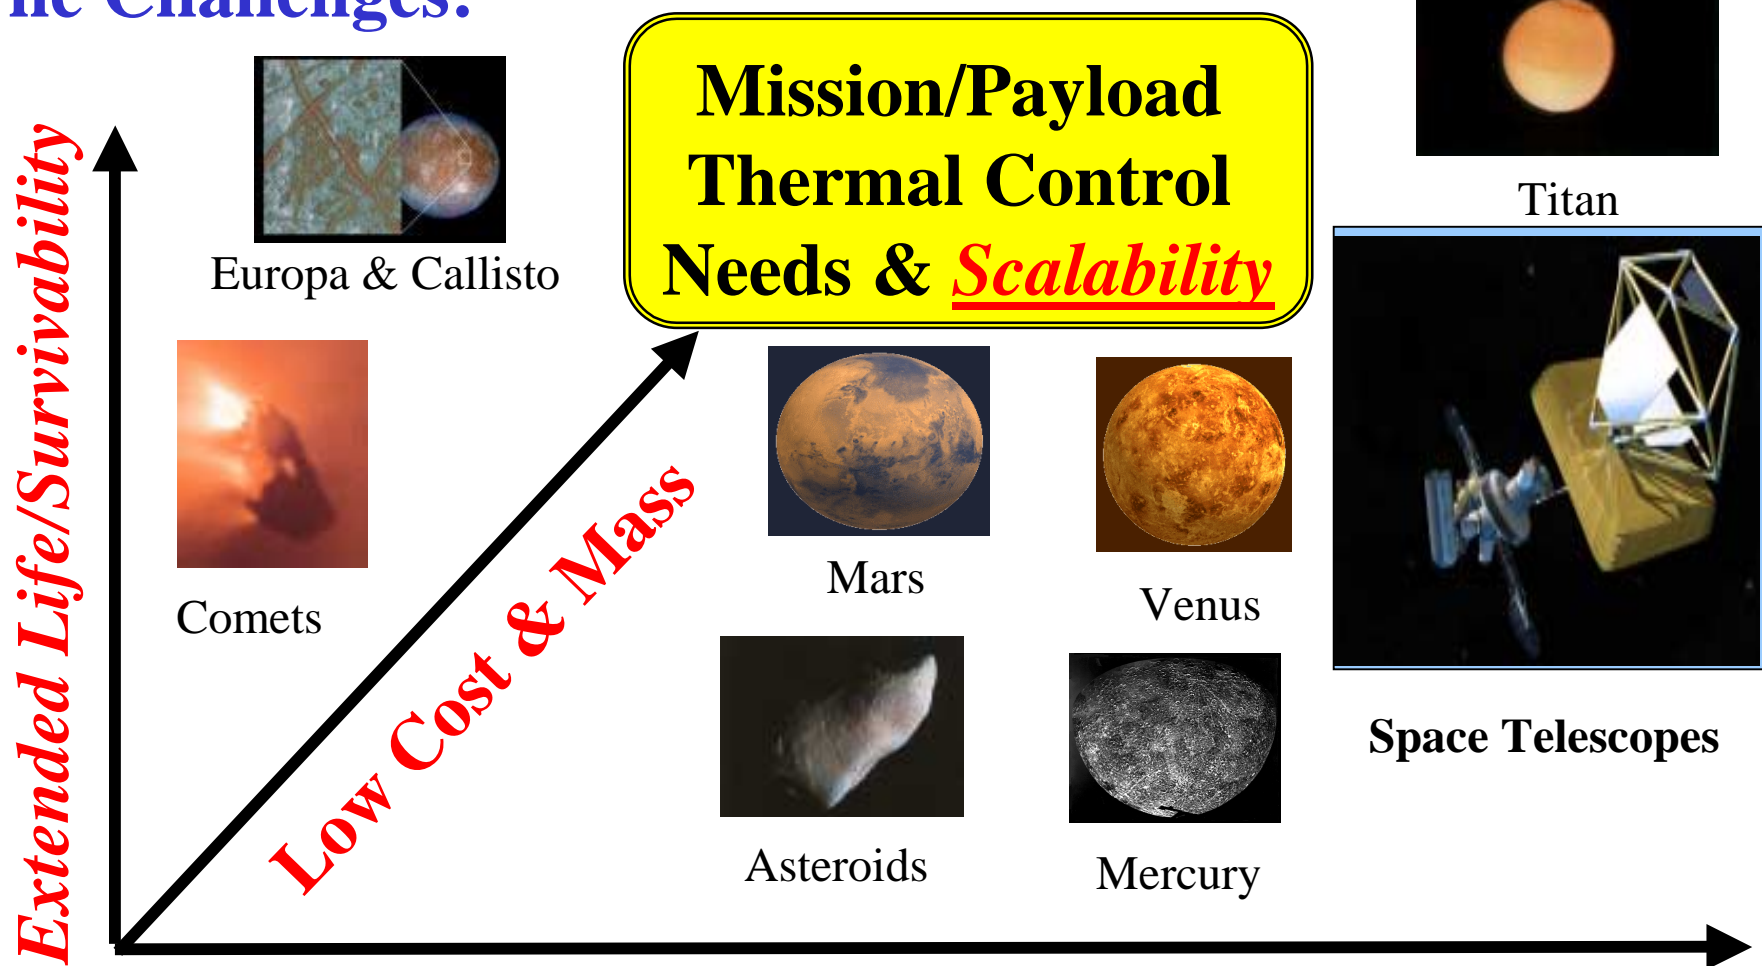 Challenges:
Mission/Payload
Thermal Control
Needs & Scalability
Titan
Europa & Callisto
Extended Life/Survivability
Low Cost & Mass
Mars
Venus
Comets
Space Telescopes
Asteroids
Mercury